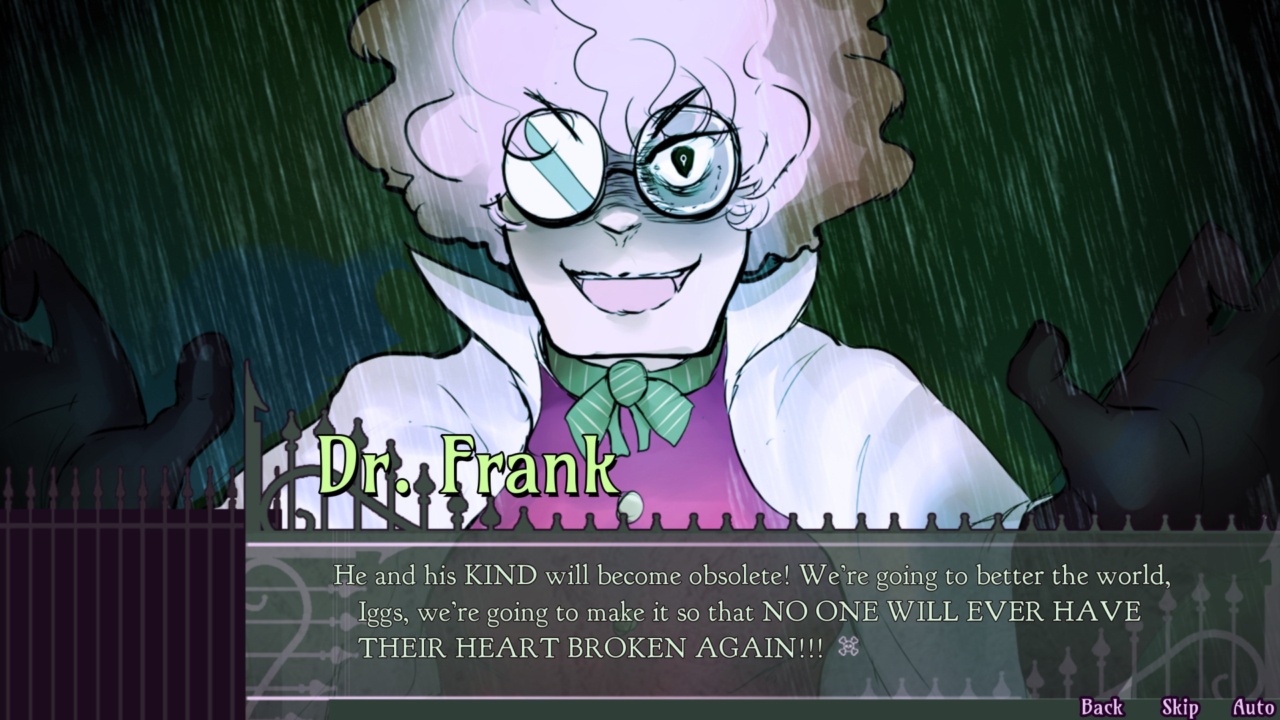 Dr. Frank
He and his KIND will become obsolete! We're going to better the world,
Iggs, we're going to make it so that NO ONE WILL EVER HAVE
THEIR HEART BROKEN AGAIN!!!
Back Skip Auto